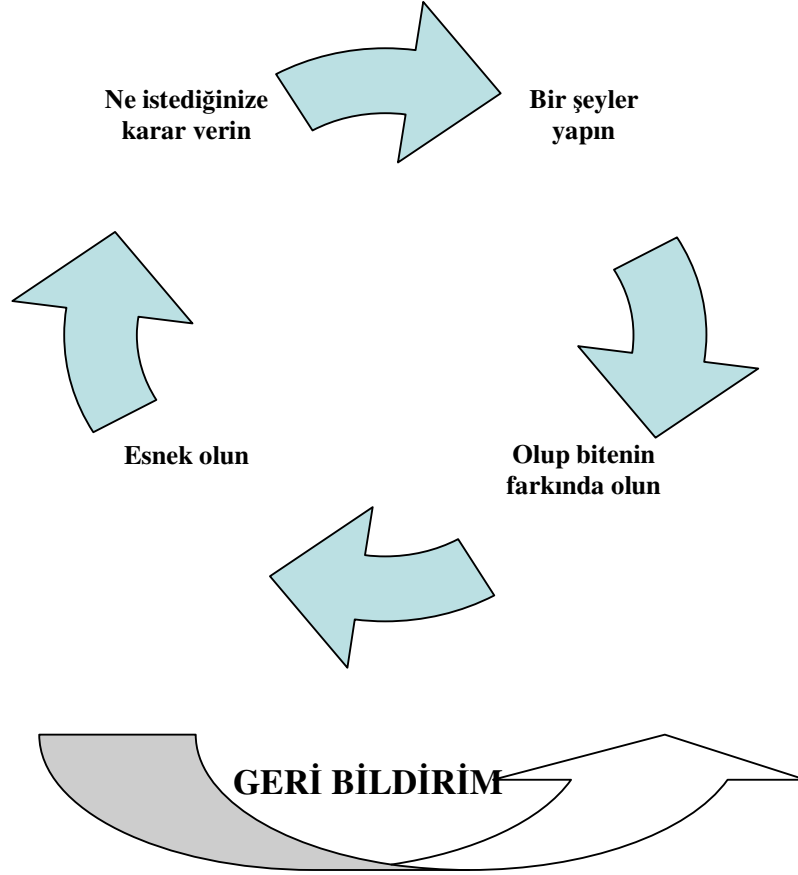 Ne istediğinize
karar verin
Bir şeyler
yapın
Esnek olun
Olup bitenin
farkında olun
GERİ BİLDİRİM